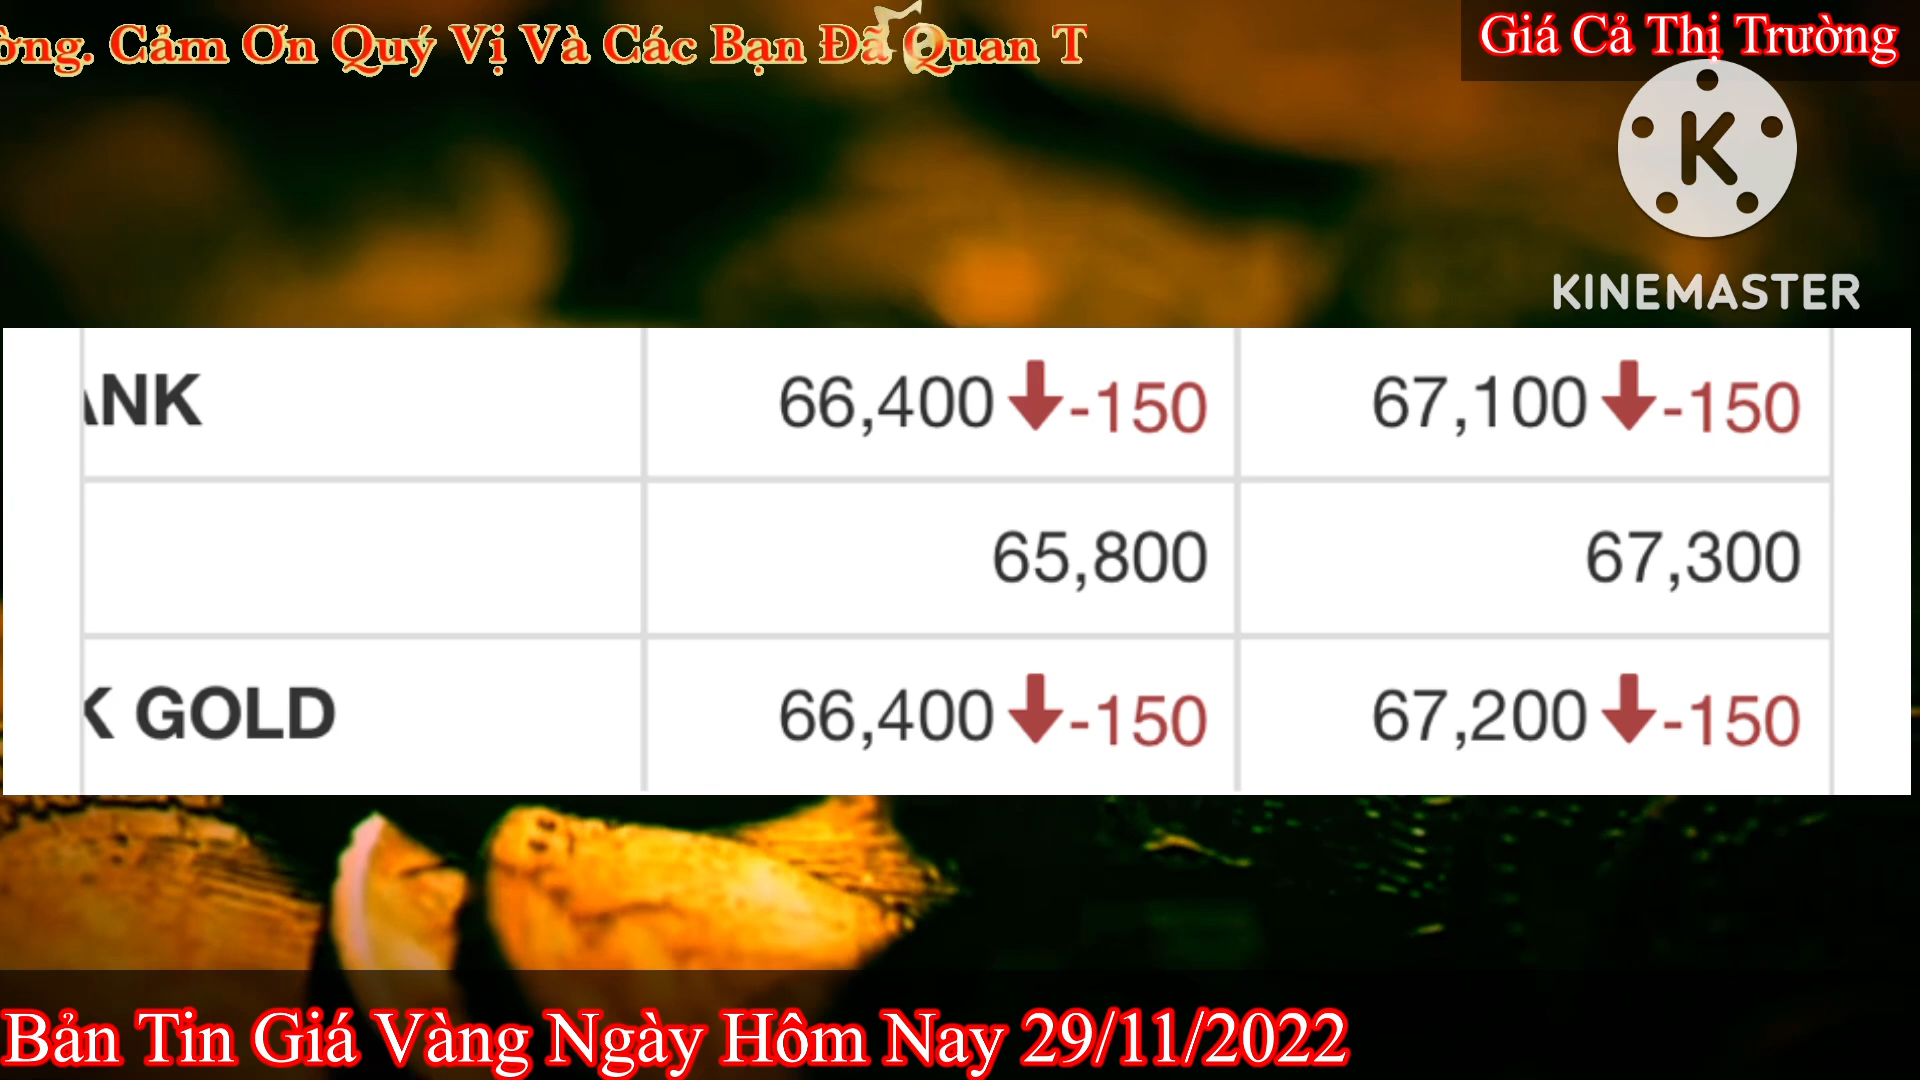 Cảm Ơn Quý Vị Và Các Bạn Đã Quan T
Giá Cả Thị Trường
K
KINEMASTER
ANK 66,400 -150 67,100 -150
65,800 67,300
K GOLD 66,400 -150 67,200 -150
Bản Tin Giá Vàng Ngày Hôm Nay 29/11/2022